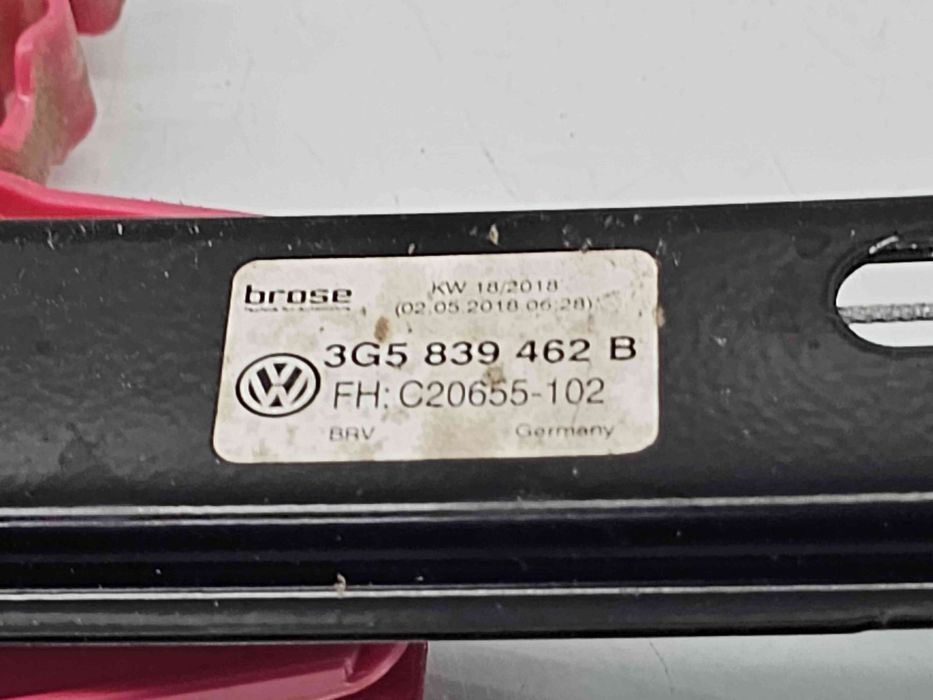 brose
KW 18/2018
(02.05.2018 06:28)
3G5 839 462 B
FH: C20655-102
BRV Germany